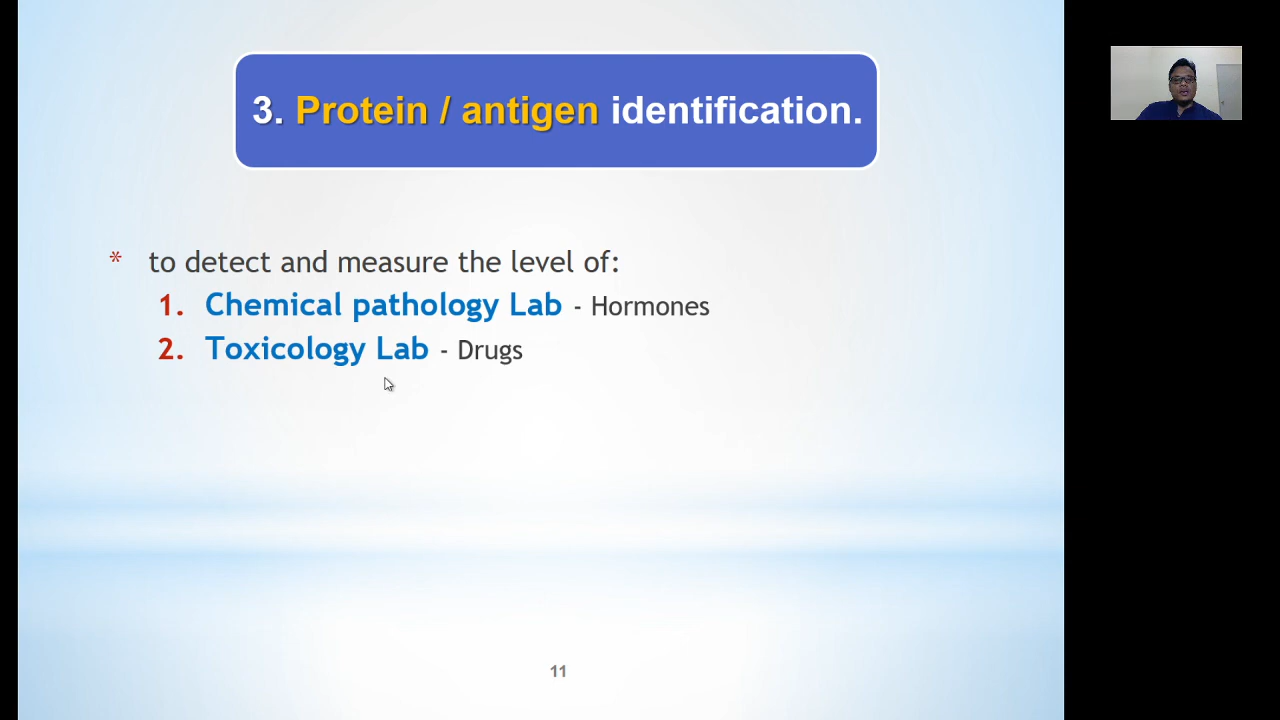 3. Protein / antigen identification.
* to detect and measure the level of:
1. Chemical pathology Lab - Hormones
2. Toxicology Lab - Drugs
11